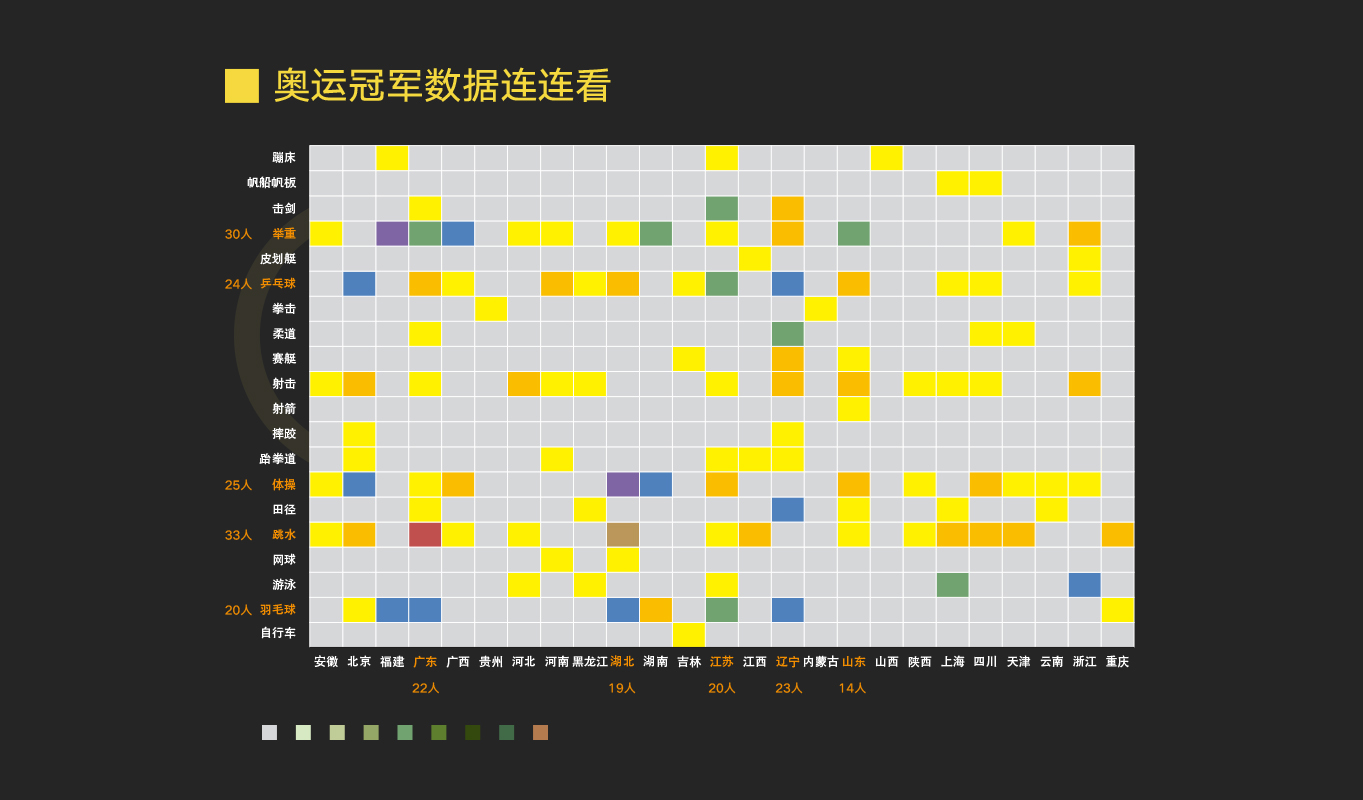 奥运冠军数据连连看
蹦床
帆船帆板
击剑
30人 举重
皮划艇
24人 乒乓球
拳击
柔道
赛艇
射击
射箭
摔跤
跆拳道
25人 体操
田径
33人 跳水
网球
游泳
20人 羽毛球
自行车
安徽 北京 福建 广东 广西 贵州 河北 河南 黑龙江 湖北 湖南 吉林 江苏 江西 辽宁 内蒙古 山东 山西 陕西 上海 四川 天津 云南 浙江 重庆
22人 19人 20人 23人 14人